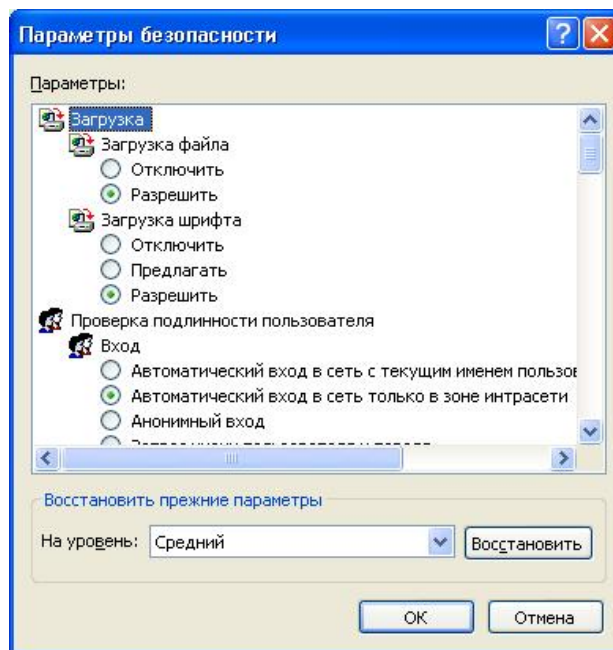 Параметры безопасности
Параметры:
Загрузка
Загрузка файла
Отключить
Разрешить
Загрузка шрифта
Отключить
Предлагать
Разрешить
Проверка подлинности пользователя
Вход
Автоматический вход в сеть с текущим именем
Автоматический вход в сеть только в зоне интрасети
Анонимный вход
Восстановить прежние параметры
На уровень: Средний Восстановить
ОК Отмена